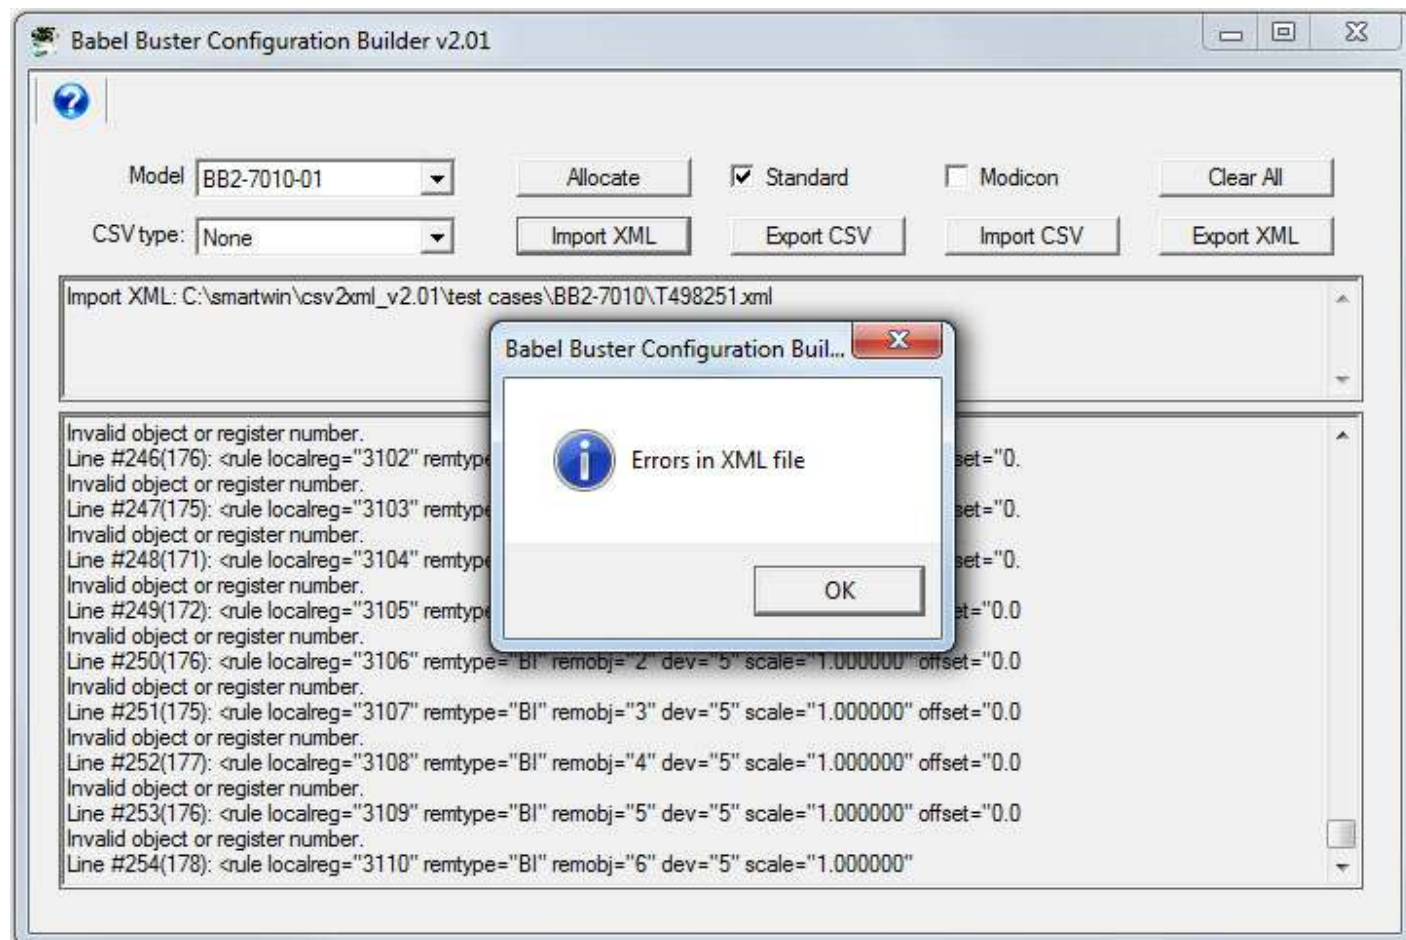 Babel Buster Configuration Builder v2.01
Model BB2-7010-01 Allocate Standard Modicon Clear All
CSV type: None Import XML Export CSV Import CSV Export XML
Import XML: C:\smartwin\csv2xml_v2.01\test cases\BB2-7010\T498251.xml
Babel Buster Configuration Buil...
Errors in XML file
OK
Invalid object or register number.
Line #246(176): <rule localreg="3102" remtype set="0.
Invalid object or register number.
Line #247(175): <rule localreg="3103" remtype set="0.
Invalid object or register number.
Line #248(171): <rule localreg="3104" remtype set="0.
Invalid object or register number.
Line #249(172): <rule localreg="3105" remtype et="0.0
Invalid object or register number.
Line #250(176): <rule localreg="3106" remtype="BI" remobj="2" dev="5" scale="1.000000" offset="0.0
Invalid object or register number.
Line #251(175): <rule localreg="3107" remtype="BI" remobj="3" dev="5" scale="1.000000" offset="0.0
Invalid object or register number.
Line #252(177): <rule localreg="3108" remtype="BI" remobj="4" dev="5" scale="1.000000" offset="0.0
Invalid object or register number.
Line #253(176): <rule localreg="3109" remtype="BI" remobj="5" dev="5" scale="1.000000" offset="0.0
Invalid object or register number.
Line #254(178): <rule localreg="3110" remtype="BI" remobj="6" dev="5" scale="1.000000"